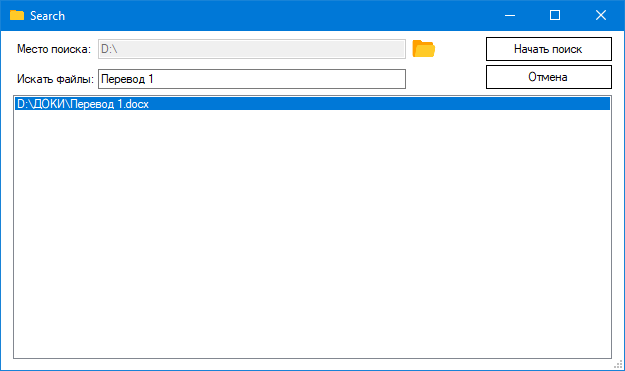 Search
Место поиска: D:\
Начать поиск
Искать файлы: Перевод 1
Отмена
D:\ДОКИ\Перевод 1.docx